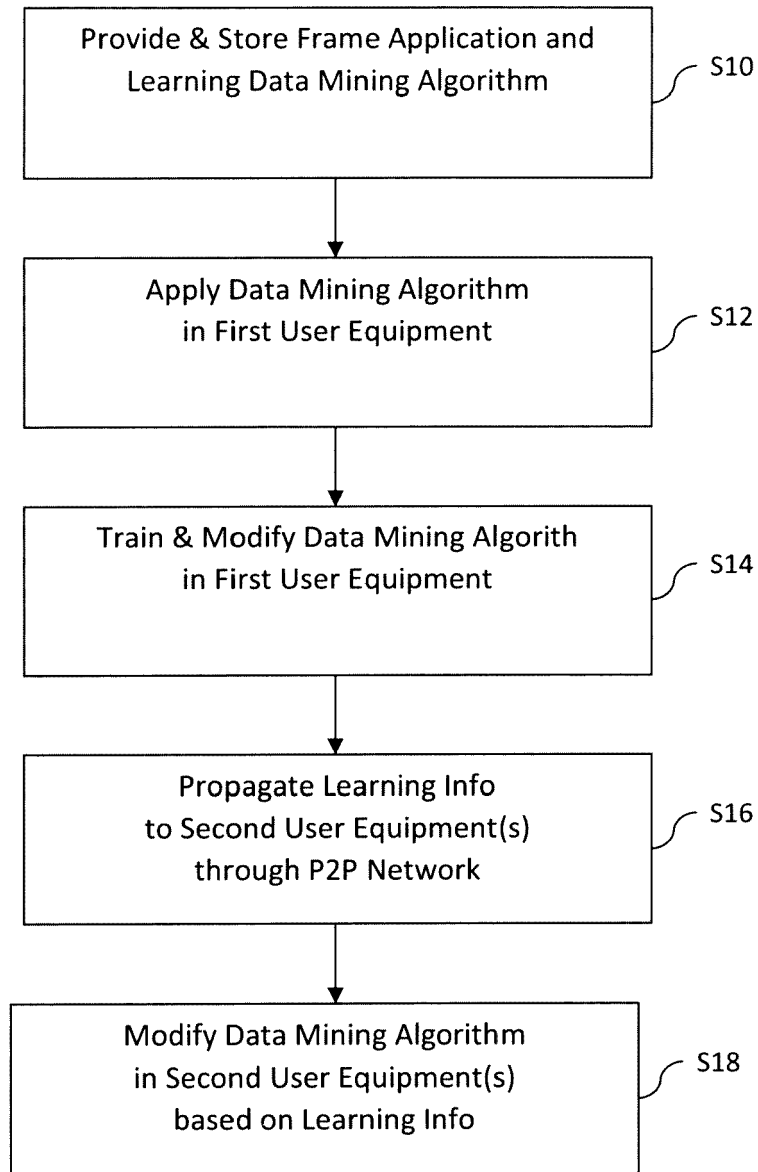 Provide & Store Frame Application and
Learning Data Mining Algorithm
S10
Apply Data Mining Algorithm
in First User Equipment
S12
Train & Modify Data Mining Algorith
in First User Equipment
S14
Propagate Learning Info
to Second User Equipment(s)
through P2P Network
S16
Modify Data Mining Algorithm
in Second User Equipment(s)
based on Learning Info
S18